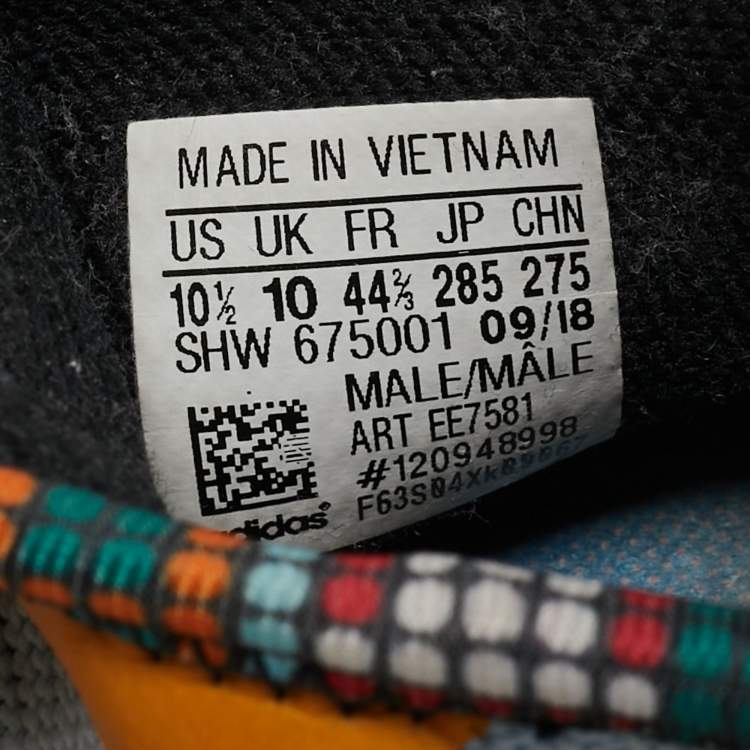 MADE IN VIETNAM
US UK FR JP CHN
10½ 10 44⅔ 285 275
SHW 675001 09/18
MALE/MÂLE
ART EE7581
#120948998
adidas®